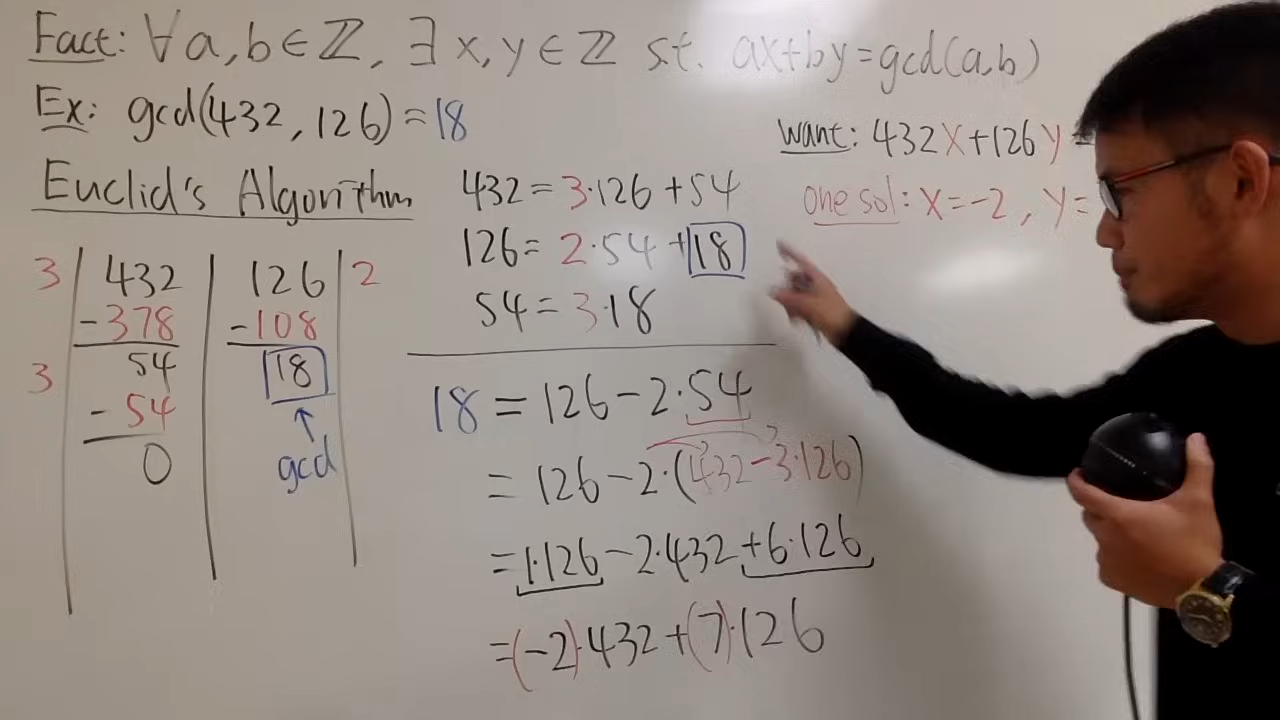 Fact: ∀a,b∈ℤ, ∃x,y∈ℤ s.t. ax+by=gcd(a,b)
Ex: gcd(432,126)=18
Want: 432x+126y=
one sol: x=-2, y=
Euclid's Algorithm
3 | 432 | 126 | 2
-378 | -108
3 | 54 | 18
-54 ↑
0 gcd
432=3·126+54
126=2·54+18
54=3·18
18=126-2·54
=126-2·(432-3·126)
=1·126-2·432+6·126
=(-2)·432+(7)·126